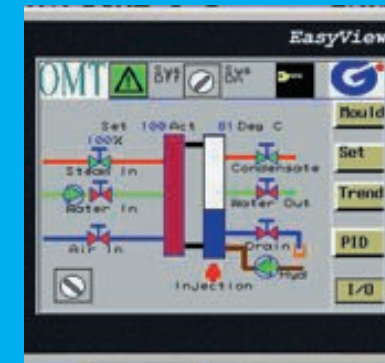 EasyView
OMT
G
Mould
Set 100 Act 81 Deg C
100%
Set
Steam In
Condensate
Trend
Water In
Water Out
Air In
Drain
PID
Hyd
Injection
I/O